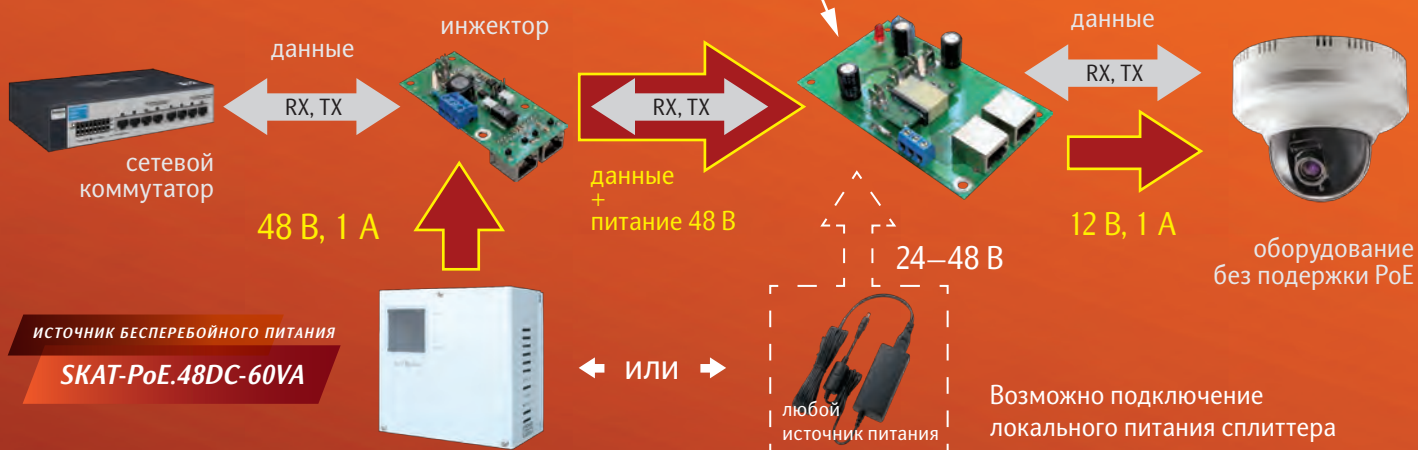 данные
RX, TX
сетевой
коммутатор
инжектор
RX, TX
данные
+
питание 48 В
48 В, 1 А
данные
RX, TX
12 В, 1 А
оборудование
без подержки PoE
24–48 В
ИСТОЧНИК БЕСПЕРЕБОЙНОГО ПИТАНИЯ
SKAT-PoE.48DC-60VA
или
любой
источник питания
Возможно подключение
локального питания сплиттера